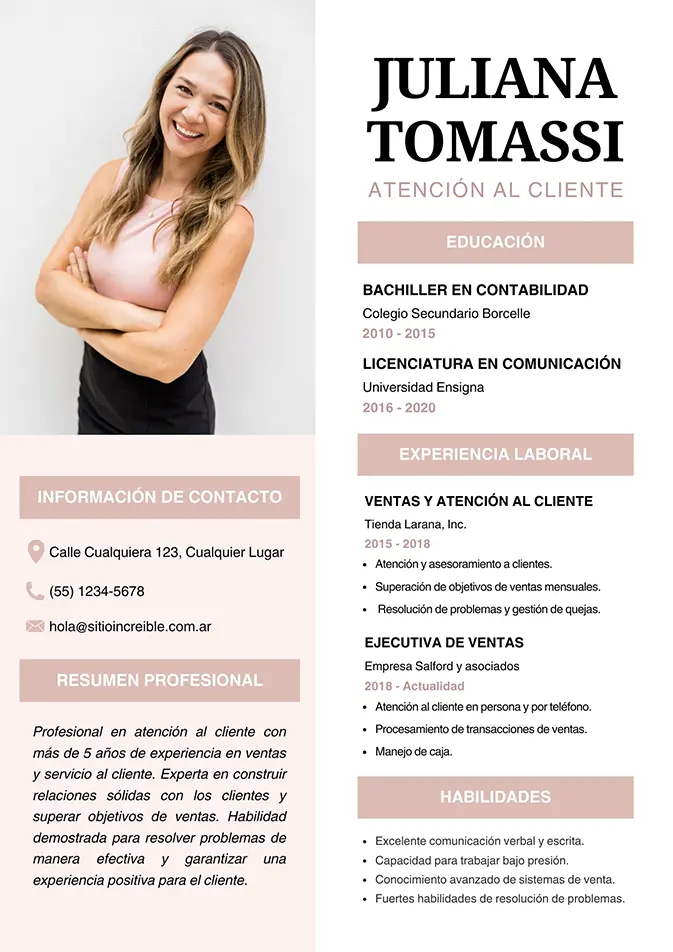 JULIANA
TOMASSI
ATENCIÓN AL CLIENTE
EDUCACIÓN
BACHILLER EN CONTABILIDAD
Colegio Secundario Borcelle
2010 - 2015
LICENCIATURA EN COMUNICACIÓN
Universidad Ensigna
2016 - 2020
EXPERIENCIA LABORAL
VENTAS Y ATENCIÓN AL CLIENTE
Tienda Larana, Inc.
2015 - 2018
• Atención y asesoramiento a clientes.
• Superación de objetivos de ventas mensuales.
• Resolución de problemas y gestión de quejas.
EJECUTIVA DE VENTAS
Empresa Salford y asociados
2018 - Actualidad
• Atención al cliente en persona y por teléfono.
• Procesamiento de transacciones de ventas.
• Manejo de caja.
HABILIDADES
• Excelente comunicación verbal y escrita.
• Capacidad para trabajar bajo presión.
• Conocimiento avanzado de sistemas de venta.
• Fuertes habilidades de resolución de problemas.
INFORMACIÓN DE CONTACTO
Calle Cualquiera 123, Cualquier Lugar
(55) 1234-5678
hola@sitioincreible.com.ar
RESUMEN PROFESIONAL
Profesional en atención al cliente con
más de 5 años de experiencia en ventas
y servicio al cliente. Experta en construir
relaciones sólidas con los clientes y
superar objetivos de ventas. Habilidad
demostrada para resolver problemas de
manera efectiva y garantizar una
experiencia positiva para el cliente.